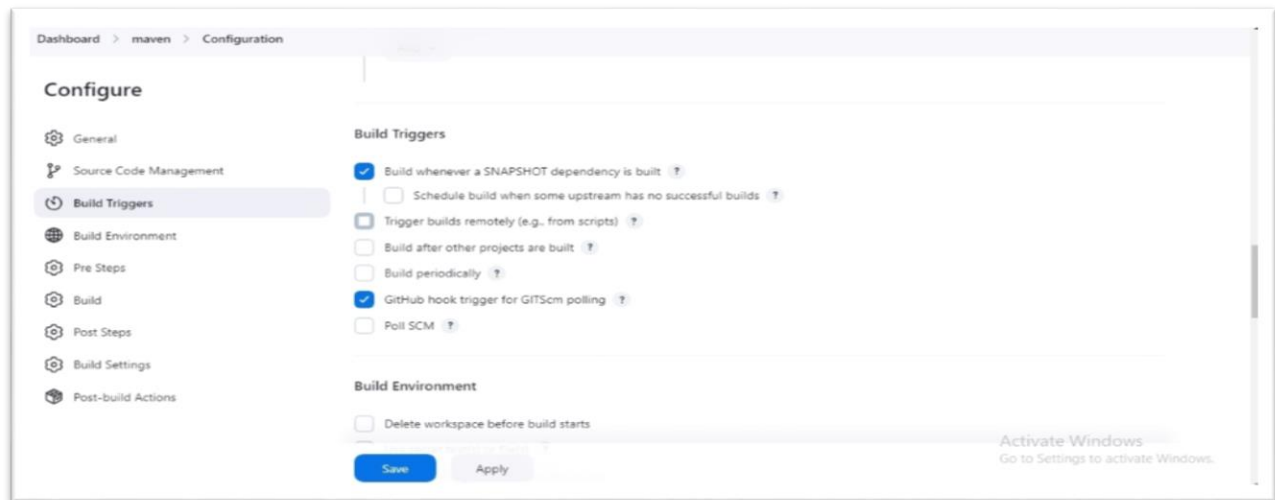 Dashboard > maven > Configuration
Configure
General
Source Code Management
Build Triggers
Build Environment
Pre Steps
Build
Post Steps
Build Settings
Post-build Actions
Build Triggers
Build whenever a SNAPSHOT dependency is built ?
Schedule build when some upstream has no successful builds ?
Trigger builds remotely (e.g., from scripts) ?
Build after other projects are built ?
Build periodically ?
GitHub hook trigger for GITScm polling ?
Poll SCM ?
Build Environment
Delete workspace before build starts
Save Apply
Activate Windows
Go to Settings to activate Windows.